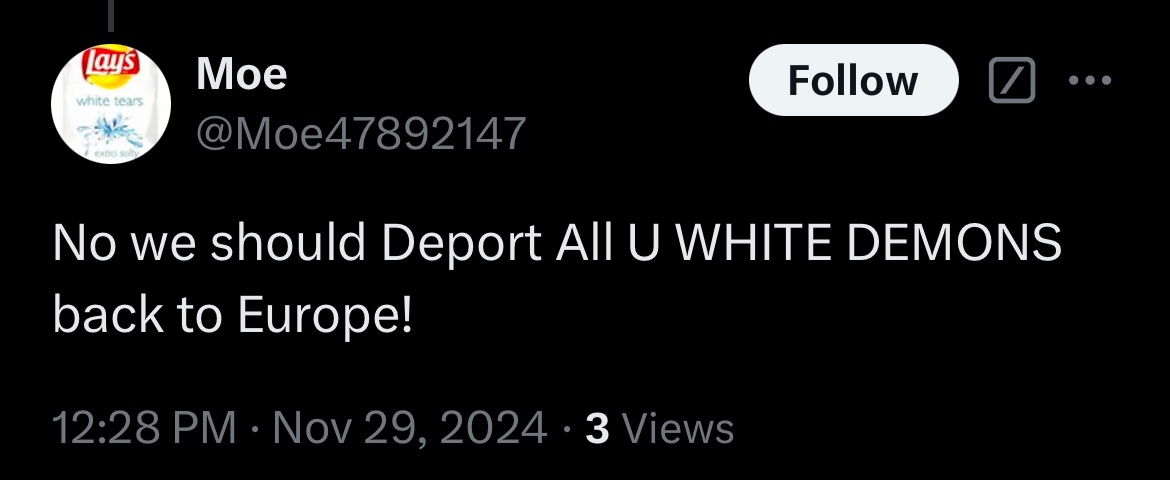 Lay's
white tears
extra salty
Moe
Follow
@Moe47892147
No we should Deport All U WHITE DEMONS
back to Europe!
12:28 PM · Nov 29, 2024 · 3 Views